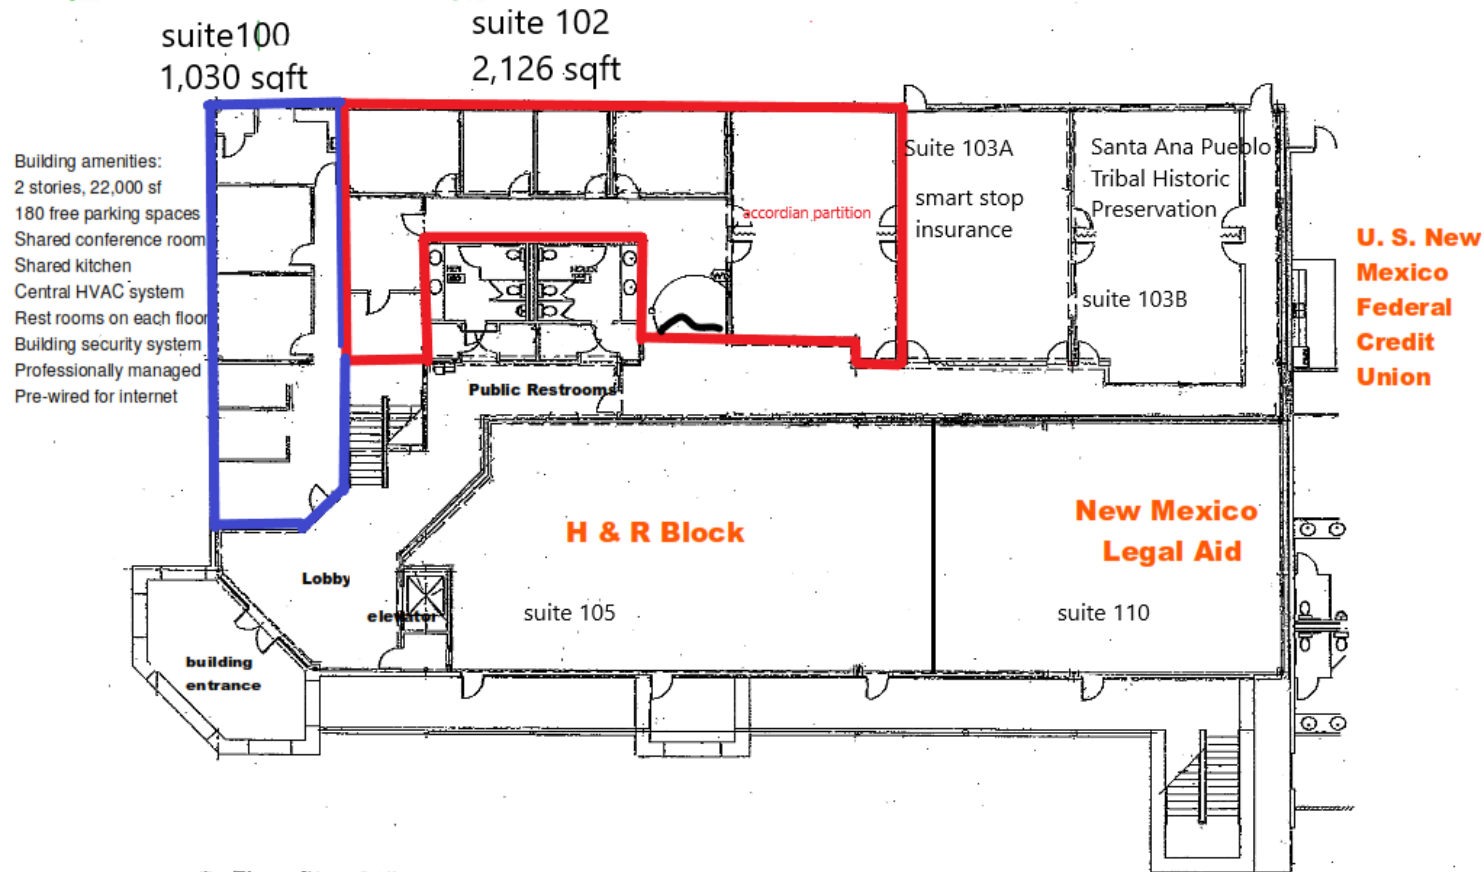 suite100
1,030 sqft
suite 102
2,126 sqft
Building amenities:
2 stories, 22,000 sf
180 free parking spaces
Shared conference room
Shared kitchen
Central HVAC system
Rest rooms on each floor
Building security system
Professionally managed
Pre-wired for internet
accordian partition
Suite 103A
smart stop
insurance
Santa Ana Pueblo
Tribal Historic
Preservation
suite 103B
U. S. New
Mexico
Federal
Credit
Union
Public Restrooms
H & R Block
suite 105
New Mexico
Legal Aid
suite 110
Lobby
elevator
building
entrance